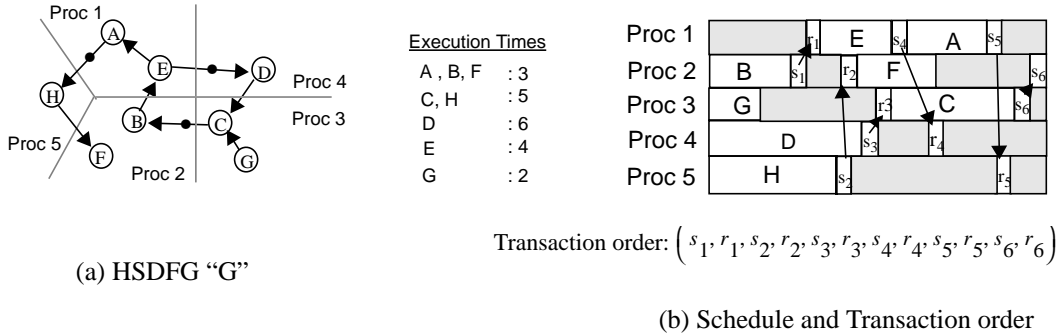 Proc 1
A
E
D
Proc 4
H
B
C
Proc 3
Proc 5
F
Proc 2
G
(a) HSDFG “G”
Execution Times
A , B, F : 3
C, H : 5
D : 6
E : 4
G : 2
Proc 1 r1 E s4 A s5
Proc 2 B s1 r2 F s6
Proc 3 G r3 C s6
Proc 4 D s3 r4
Proc 5 H s2 r5
Transaction order: ( s1, r1, s2, r2, s3, r3, s4, r4, s5, r5, s6, r6 )
(b) Schedule and Transaction order